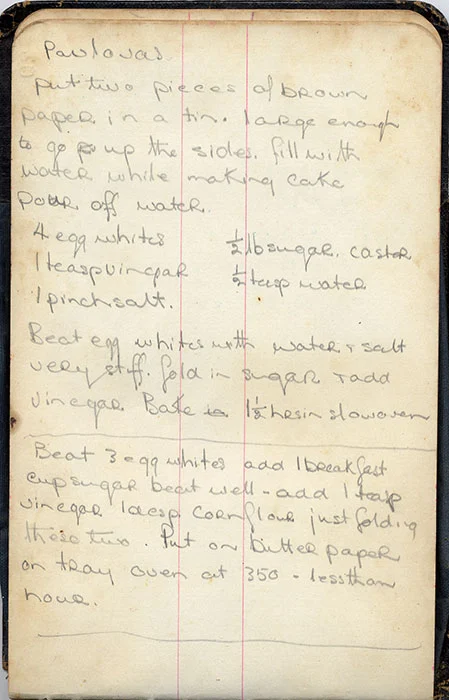 Pavlovas
put two pieces of brown
paper in a tin. large enough
to go up the sides. fill with
water while making cake
pour off water.
4 egg whites ½ lb sugar. castor
1 teasp vinegar ½ teasp water
1 pinch salt.
Beat egg whites with water + salt
very stiff. fold in sugar + add
vinegar Bake 1½ hrs in slow oven
Beat 3 egg whites add 1 breakfast
cup sugar beat well - add 1 teasp
vinegar 1 desp cornflour just folding
these two. Put on butter paper
on tray oven at 350 - less than
hour.